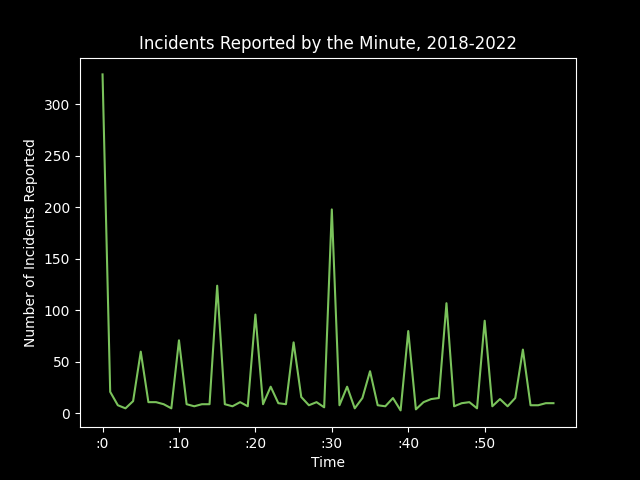 Incidents Reported by the Minute, 2018-2022
Number of Incidents Reported
300
250
200
150
100
50
0
:0 :10 :20 :30 :40 :50
Time